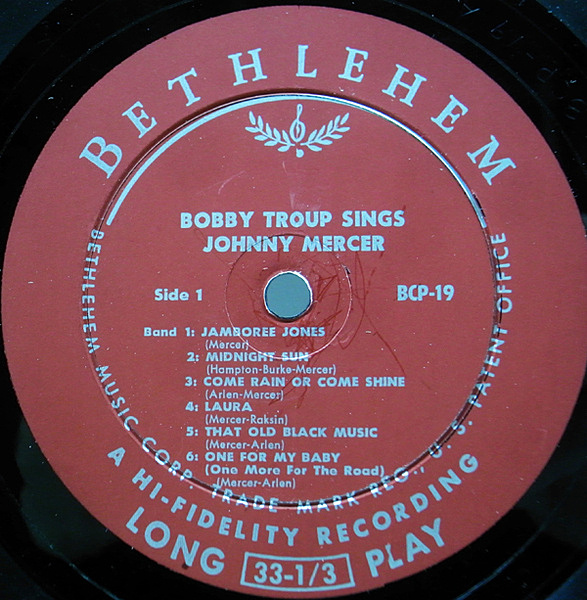 BETHLEHEM
BOBBY TROUP SINGS
JOHNNY MERCER
Side 1
BCP-19
Band 1: JAMBOREE JONES
(Mercer)
2: MIDNIGHT SUN
(Hampton-Burke-Mercer)
3: COME RAIN OR COME SHINE
(Arlen-Mercer)
4: LAURA
(Mercer-Raksin)
5: THAT OLD BLACK MUSIC
(Mercer-Arlen)
6: ONE FOR MY BABY
(One More For The Road)
(Mercer-Arlen)
BETHLEHEM MUSIC CORP. TRADE MARK REG., U. S. PATENT OFFICE
A HI-FIDELITY RECORDING
LONG 33-1/3 PLAY